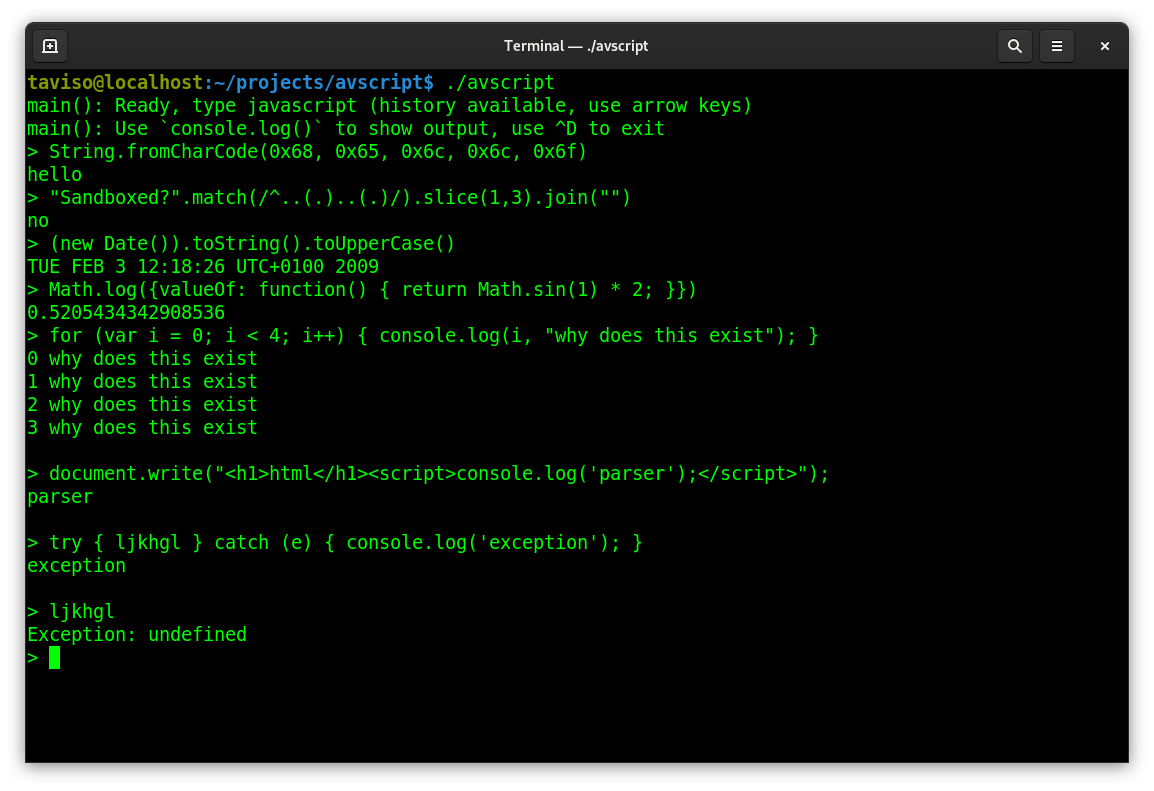 Terminal — ./avscript
taviso@localhost:~/projects/avscript$ ./avscript
main(): Ready, type javascript (history available, use arrow keys)
main(): Use `console.log()` to show output, use ^D to exit
> String.fromCharCode(0x68, 0x65, 0x6c, 0x6c, 0x6f)
hello
> "Sandboxed?".match(/^..(.)..(.)/).slice(1,3).join("")
no
> (new Date()).toString().toUpperCase()
TUE FEB 3 12:18:26 UTC+0100 2009
> Math.log({valueOf: function() { return Math.sin(1) * 2; }})
0.5205434342908536
> for (var i = 0; i < 4; i++) { console.log(i, "why does this exist"); }
0 why does this exist
1 why does this exist
2 why does this exist
3 why does this exist
> document.write("<h1>html</h1><script>console.log('parser');</script>");
parser
> try { ljkhgl } catch (e) { console.log('exception'); }
exception
> ljkhgl
Exception: undefined
>